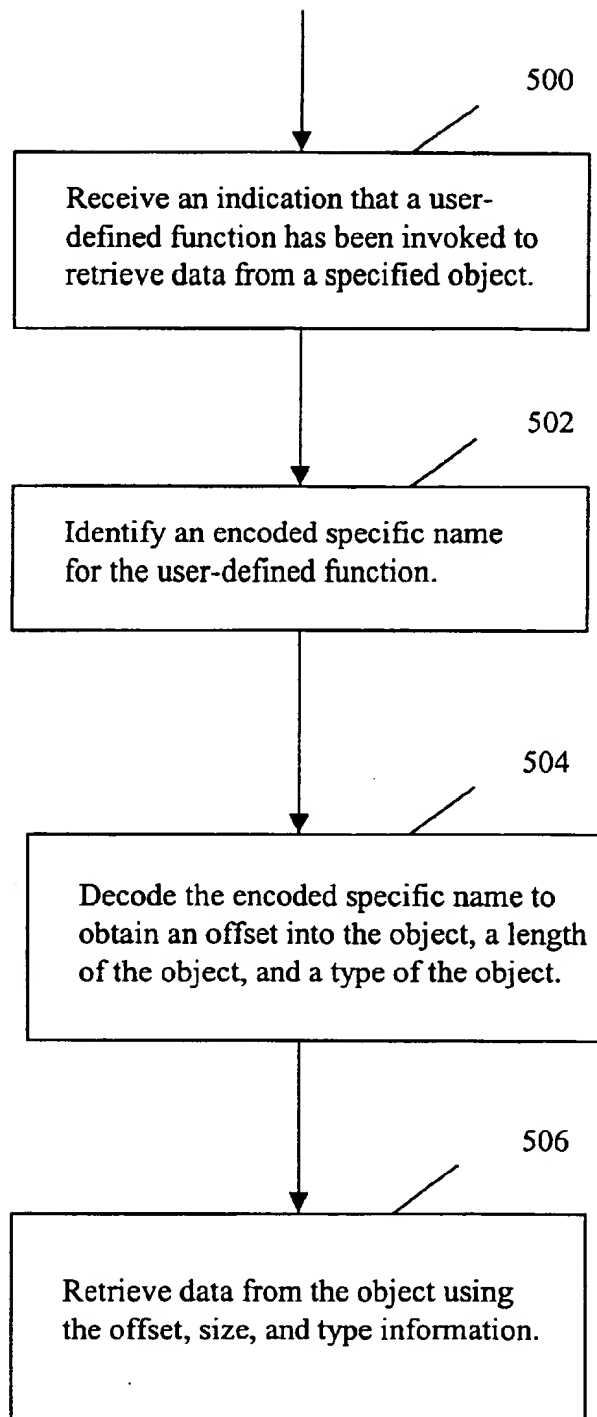 500
Receive an indication that a user-
defined function has been invoked to
retrieve data from a specified object.
502
Identify an encoded specific name
for the user-defined function.
504
Decode the encoded specific name to
obtain an offset into the object, a length
of the object, and a type of the object.
506
Retrieve data from the object using
the offset, size, and type information.